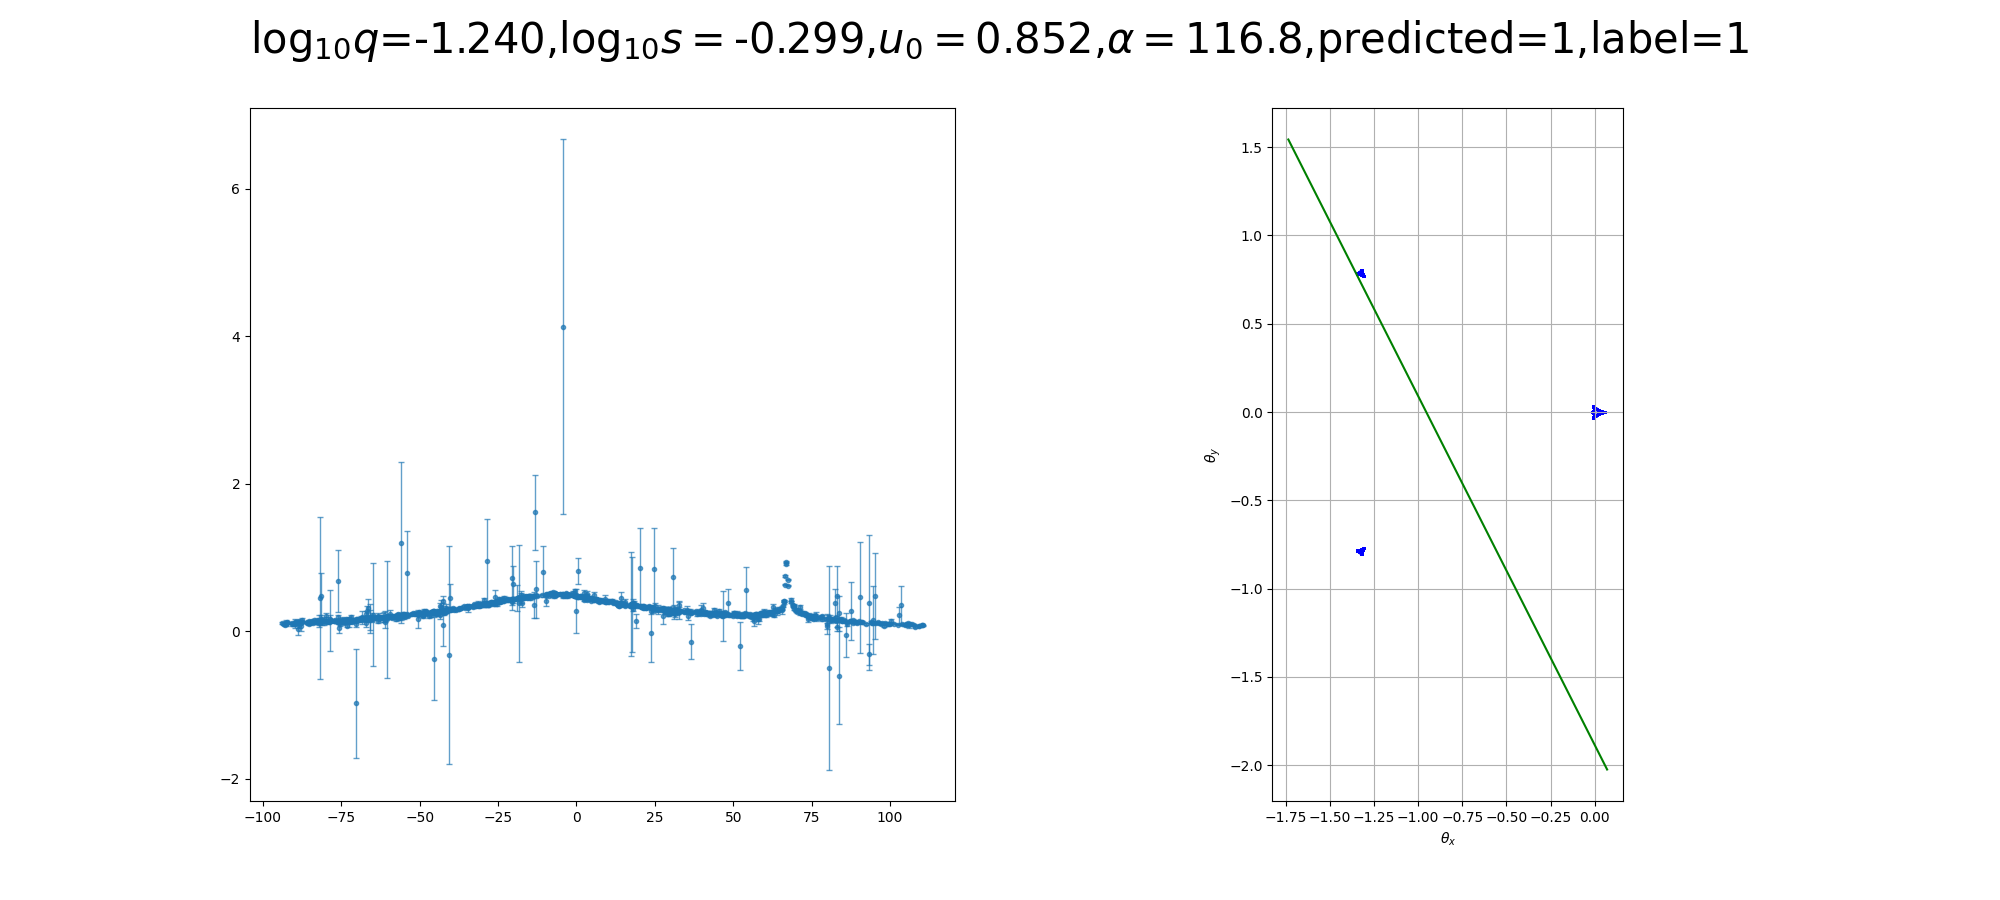 log₁₀q=-1.240,log₁₀s = -0.299,u₀ = 0.852,α = 116.8,predicted=1,label=1
6
4
2
0
−2
−100 −75 −50 −25 0 25 50 75 100
1.5
1.0
0.5
0.0
−0.5
−1.0
−1.5
−2.0
θy
−1.75 −1.50 −1.25 −1.00 −0.75 −0.50 −0.25 0.00
θx